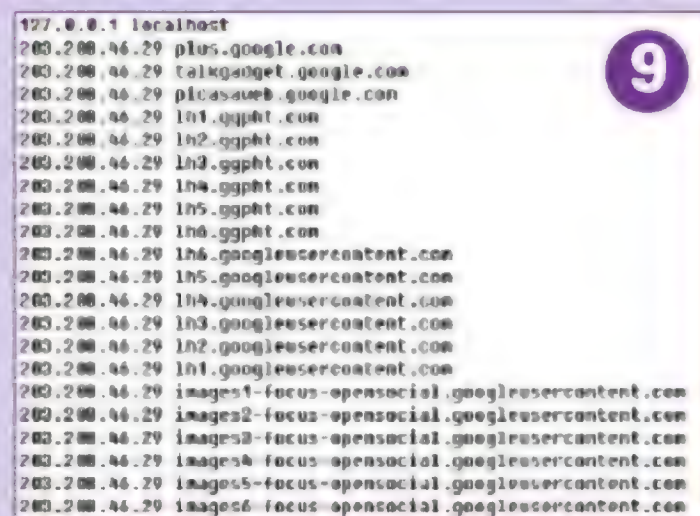 127.0.0.1 localhost
203.208.46.29 plus.google.com
203.208.46.29 talkgadget.google.com
203.208.46.29 picasaweb.google.com
203.208.46.29 lh1.ggpht.com
203.208.46.29 lh2.ggpht.com
203.208.46.29 lh3.ggpht.com
203.208.46.29 lh4.ggpht.com
203.208.46.29 lh5.ggpht.com
203.208.46.29 lh6.ggpht.com
203.208.46.29 lh6.googleusercontent.com
203.208.46.29 lh5.googleusercontent.com
203.208.46.29 lh4.googleusercontent.com
203.208.46.29 lh3.googleusercontent.com
203.208.46.29 lh2.googleusercontent.com
203.208.46.29 lh1.googleusercontent.com
203.208.46.29 images1-focus-opensocial.googleusercontent.com
203.208.46.29 images2-focus-opensocial.googleusercontent.com
203.208.46.29 images3-focus-opensocial.googleusercontent.com
203.208.46.29 images4-focus-opensocial.googleusercontent.com
203.208.46.29 images5-focus-opensocial.googleusercontent.com
203.208.46.29 images6-focus-opensocial.googleusercontent.com
9